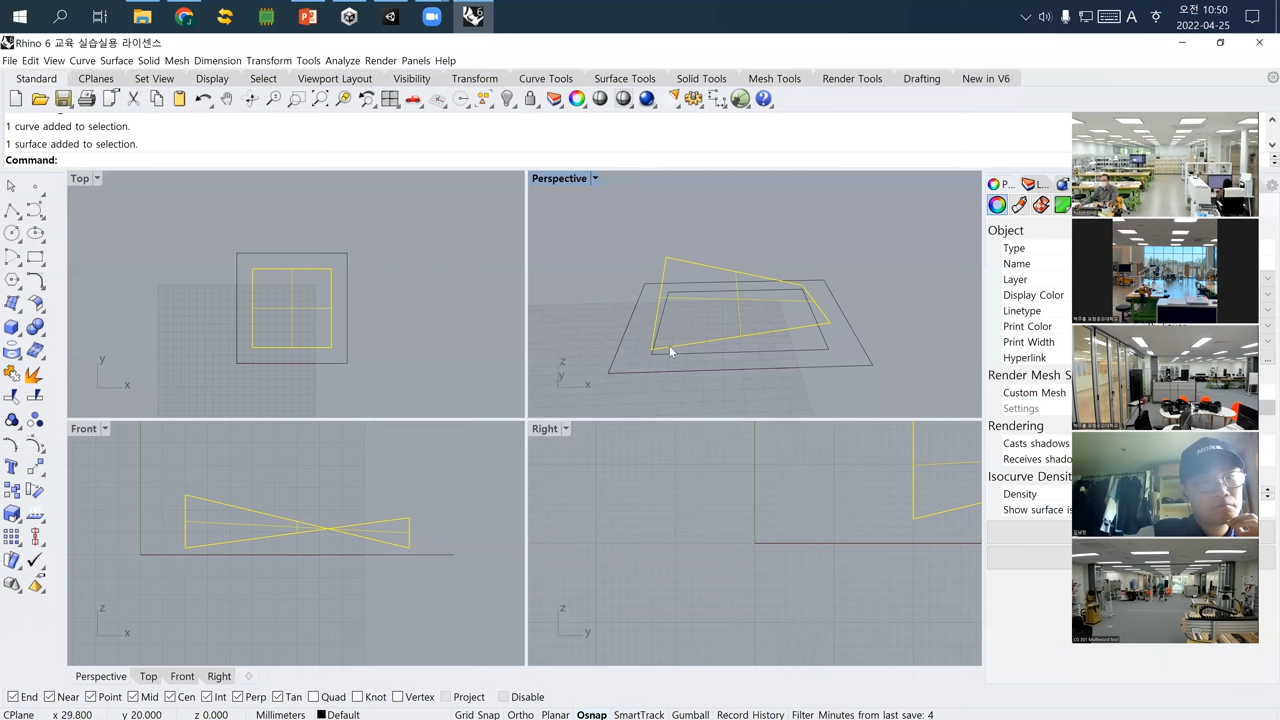 A
10:50
2022-04-25
Rhino 6 교육 실습실용 라이센스
File Edit View Curve Surface Solid Mesh Dimension Transform Tools Analyze Render Panels Help
Standard CPlanes Set View Display Select Viewport Layout Visibility Transform Curve Tools Surface Tools Solid Tools Mesh Tools Render Tools Drafting New in V6
1 curve added to selection.
1 surface added to selection.
Command:
Top
y
x
Perspective
z
y
x
Front
z
x
Right
z
y
P...
L...
Object
Type
Name
Layer
Display Color
Linetype
Print Color
Print Width
Hyperlink
Render Mesh S
Custom Mesh
Settings
Rendering
Casts shadows
Receives shado
Isocurve Densit
Density
Show surface is
CG 301 Multiwood tool
Perspective Top Front Right
End Near Point Mid Cen Int Perp Tan Quad Knot Vertex Project Disable
CPlane x 29.800 y 20.000 z 0.000 Millimeters Default Grid Snap Ortho Planar Osnap SmartTrack Gumball Record History Filter Minutes from last save: 4